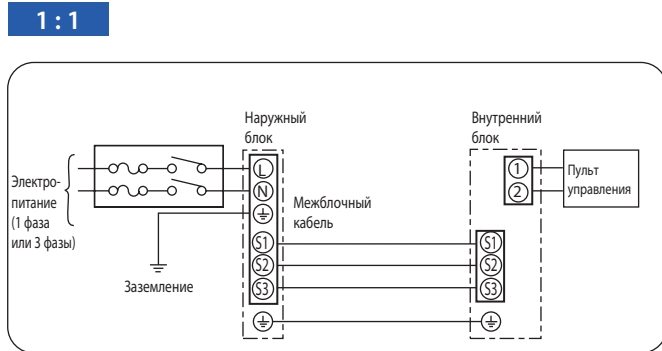 1 : 1
Наружный
блок
Внутренний
блок
Электро-
питание
(1 фаза
или 3 фазы)
L
N
Межблочный
кабель
S1
S2
S3
Заземление
1
2
Пульт
управления
S1
S2
S3